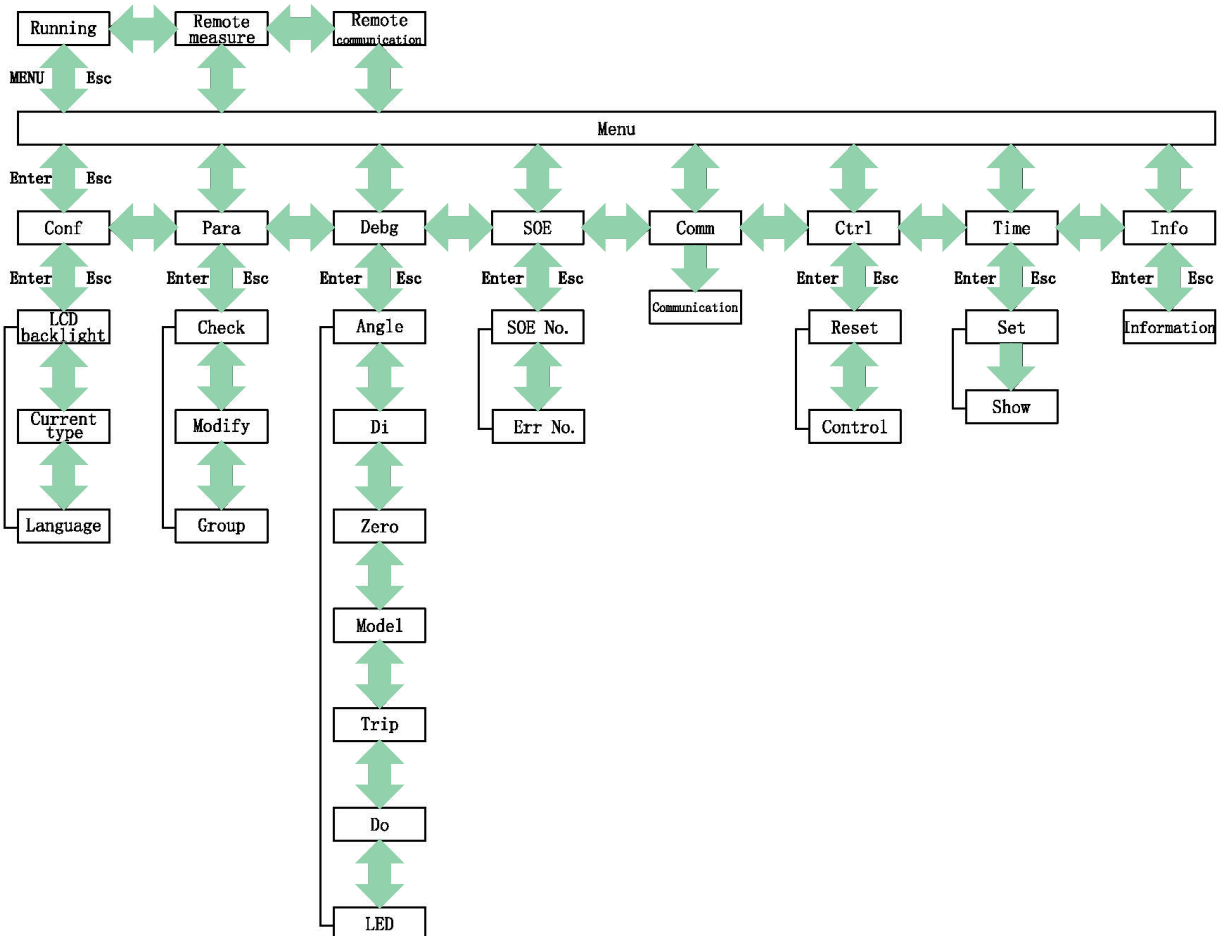 Running
Remote
measure
Remote
communication
MENU Esc
Menu
Enter Esc
Conf Para Debg SOE Comm Ctrl Time Info
Enter Esc Enter Esc Enter Esc Enter Esc Enter Esc Enter Esc Enter Esc
LCD
backlight
Check
Angle
SOE No.
Communication
Reset
Set
Information
Current
type
Modify
Di
Err No.
Control
Show
Language
Group
Zero
Model
Trip
Do
LED